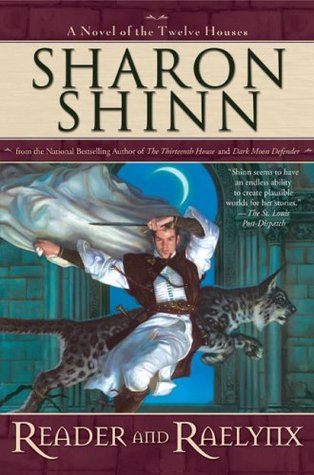 A Novel of the Twelve Houses
SHARON
SHINN
from the National Bestselling Author of The Thirteenth House and Dark Moon Defender
"Shinn seems to have
an endless ability
to create plausible
worlds for her stories."
—The St. Louis
Post-Dispatch
READER AND RAELYNX